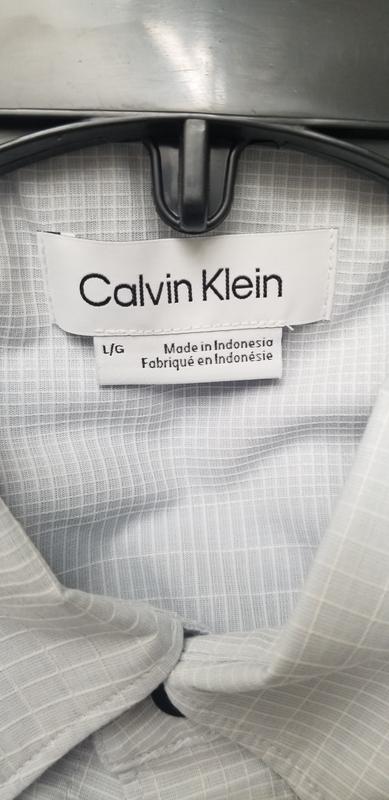 Calvin Klein
L/G Made in Indonesia
Fabriqué en Indonésie